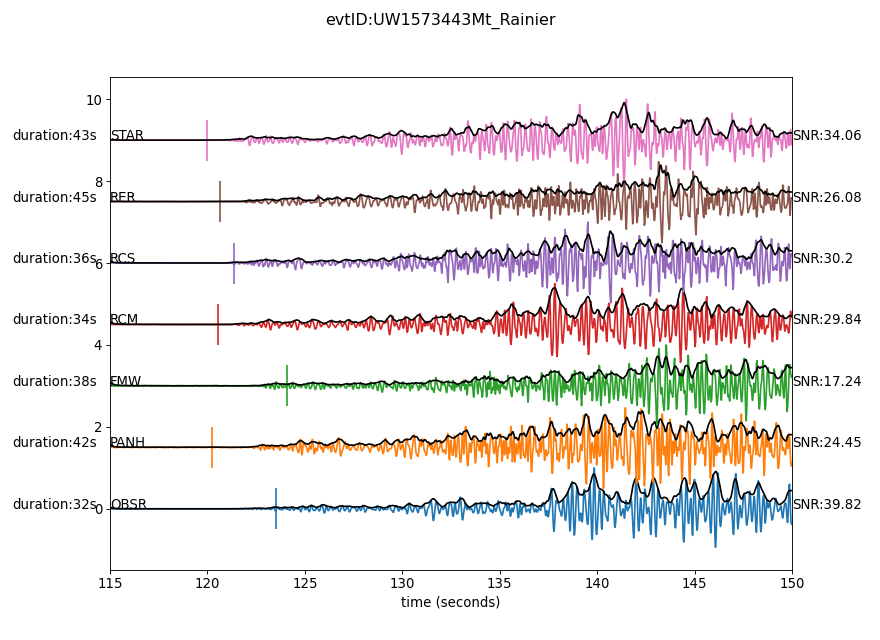 evtID:UW1573443Mt_Rainier
10
duration:43s STAR SNR:34.06
8
duration:45s RER SNR:26.08
duration:36s RCS SNR:30.2
6
duration:34s RCM SNR:29.84
4
duration:38s FMW SNR:17.24
2
duration:42s PANH SNR:24.45
duration:32s OBSR SNR:39.82
0
115 120 125 130 135 140 145 150
time (seconds)